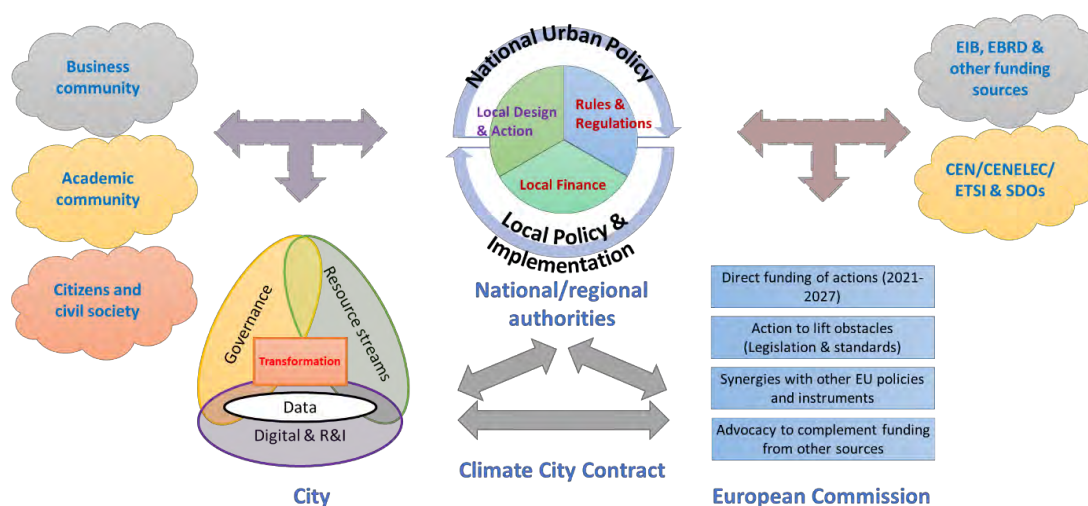 Business
community
Academic
community
Citizens and
civil society
National Urban Policy
Local Design
& Action
Rules &
Regulations
Local Finance
Local Policy &
Implementation
National/regional
authorities
EIB, EBRD &
other funding
sources
CEN/CENELEC/
ETSI & SDOs
Governance
Resource streams
Transformation
Data
Digital & R&I
City
Climate City Contract
Direct funding of actions (2021-
2027)
Action to lift obstacles
(Legislation & standards)
Synergies with other EU policies
and instruments
Advocacy to complement funding
from other sources
European Commission